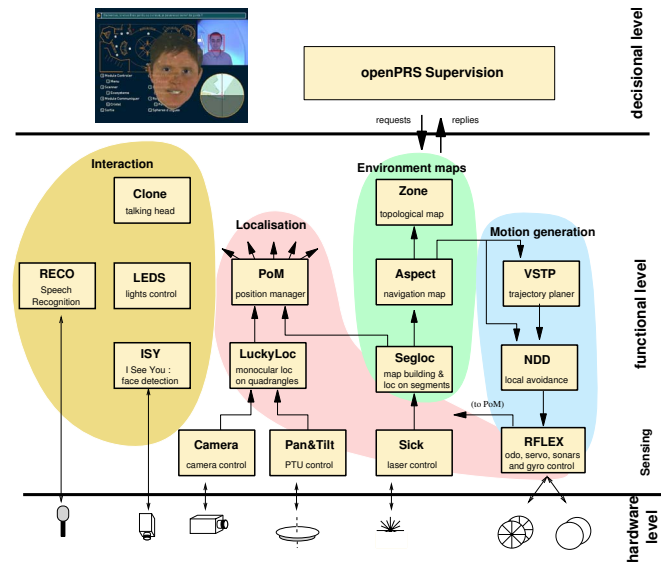 openPRS Supervision
decisional level
requests
replies
Interaction
Environment maps
Clone
talking head
Zone
topological map
Localisation
Motion generation
RECO
Speech
Recognition
LEDS
lights control
PoM
position manager
Aspect
navigation map
VSTP
trajectory planer
functional level
ISY
I See You :
face detection
LuckyLoc
monocular loc
on quadrangles
Segloc
map building &
loc on segments
NDD
local avoidance
(to PoM)
Camera
camera control
Pan&Tilt
PTU control
Sick
laser control
RFLEX
odo, servo, sonars
and gyro control
Sensing
hardware
level